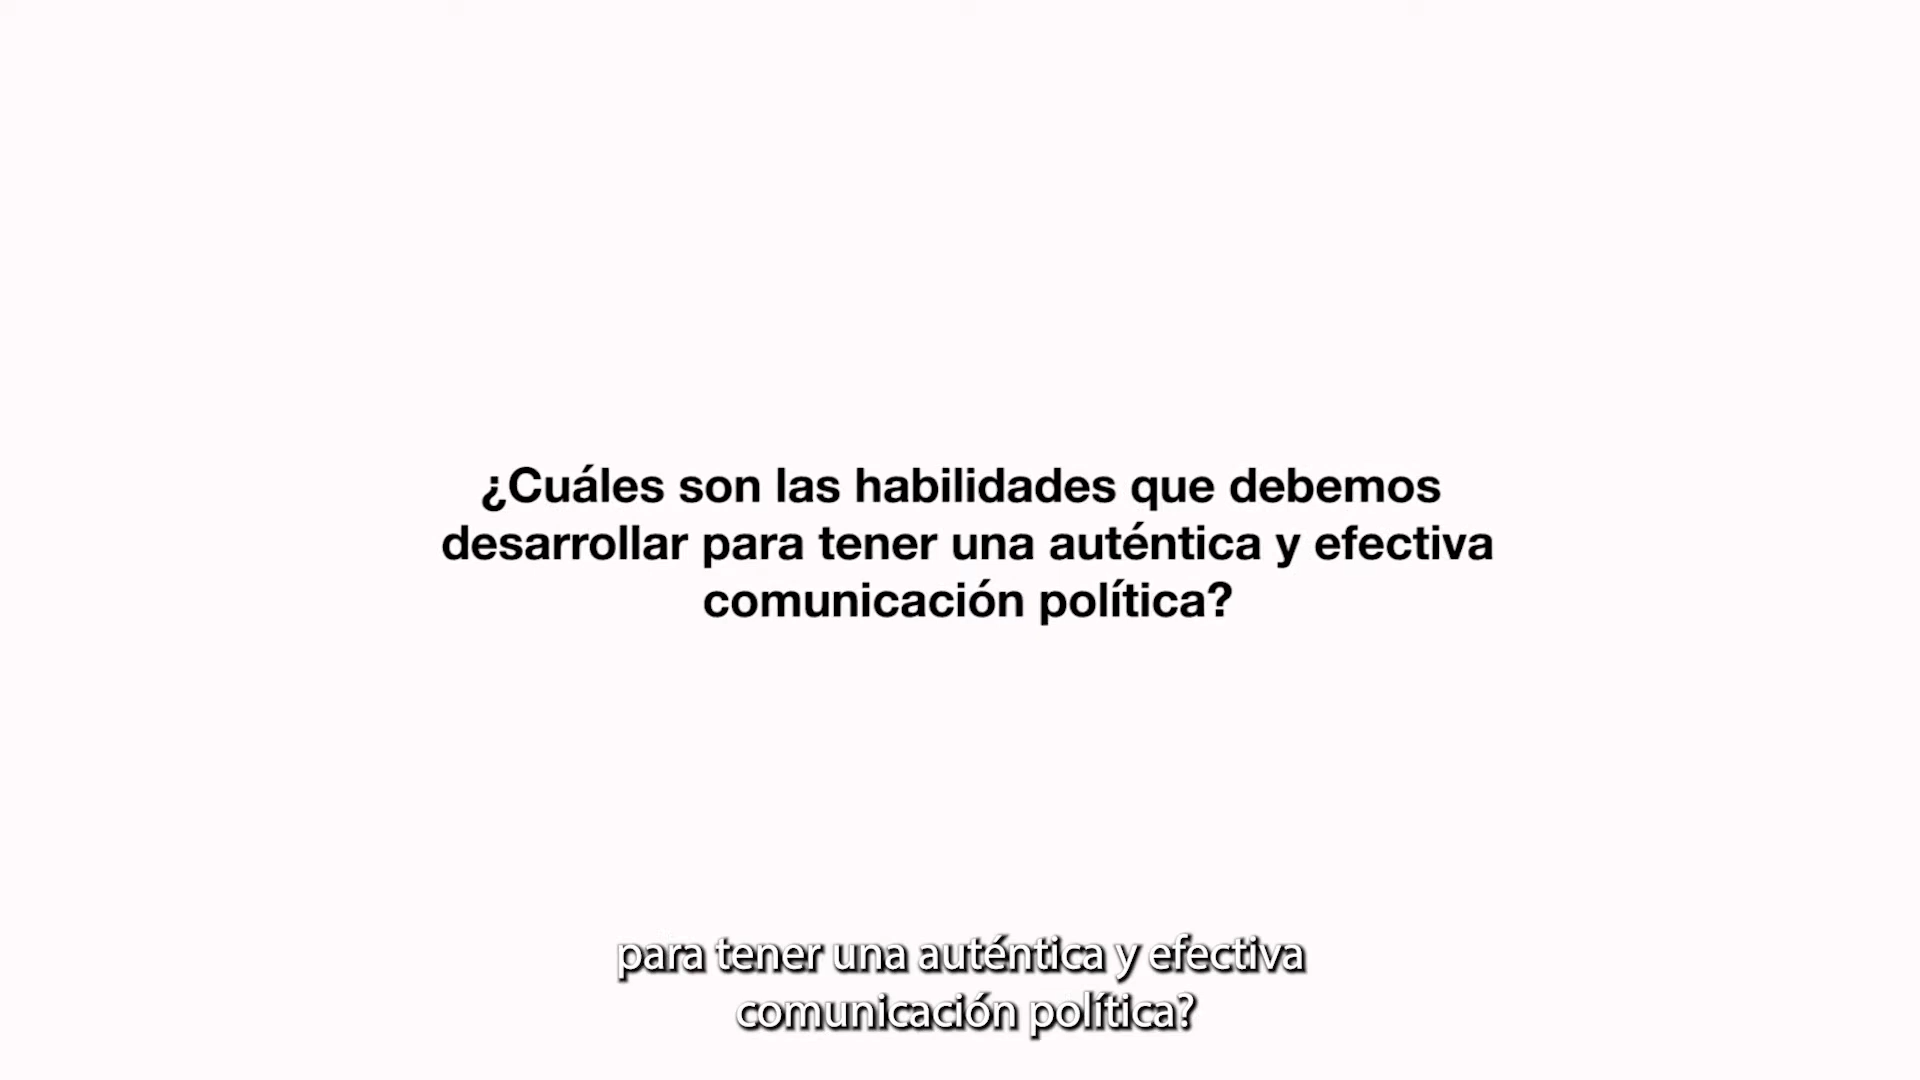 ¿Cuáles son las habilidades que debemos
desarrollar para tener una auténtica y efectiva
comunicación política?
para tener una auténtica y efectiva
comunicación política?